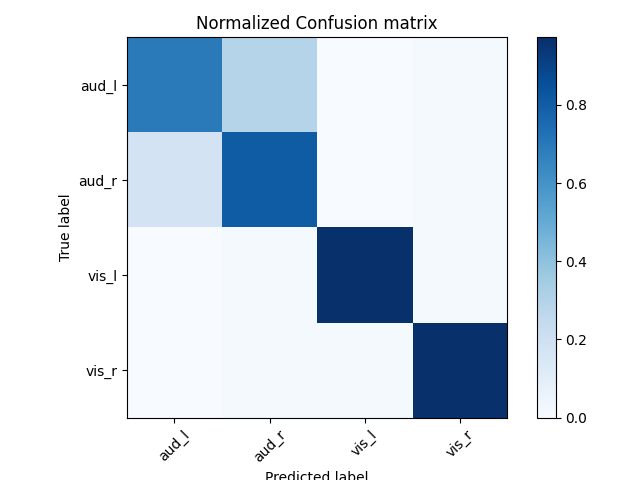 Normalized Confusion matrix
True label
aud_l
aud_r
vis_l
vis_r
aud_l
aud_r
vis_l
vis_r
Predicted label
0.8
0.6
0.4
0.2
0.0